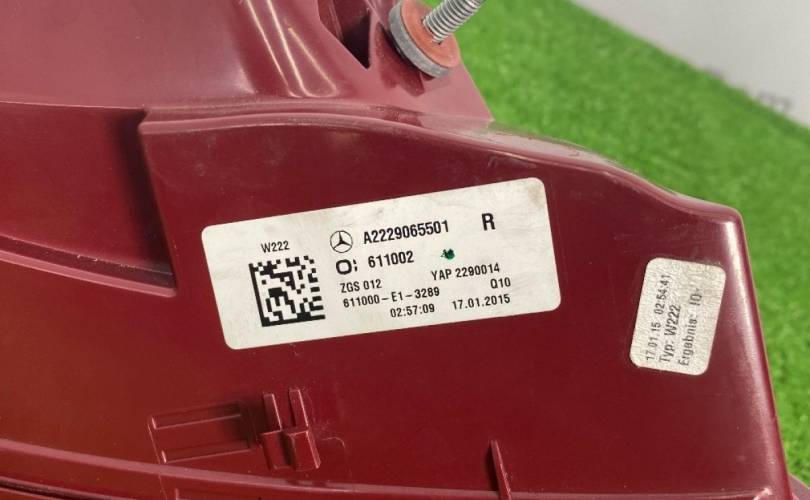 W222
A2229065501 R
611002
ZGS 012 YAP 2290014
611000-E1-3289 Q10
02:57:09 17.01.2015
17.01.15 02:54:41
Typ: W222
Ergebnis: IO